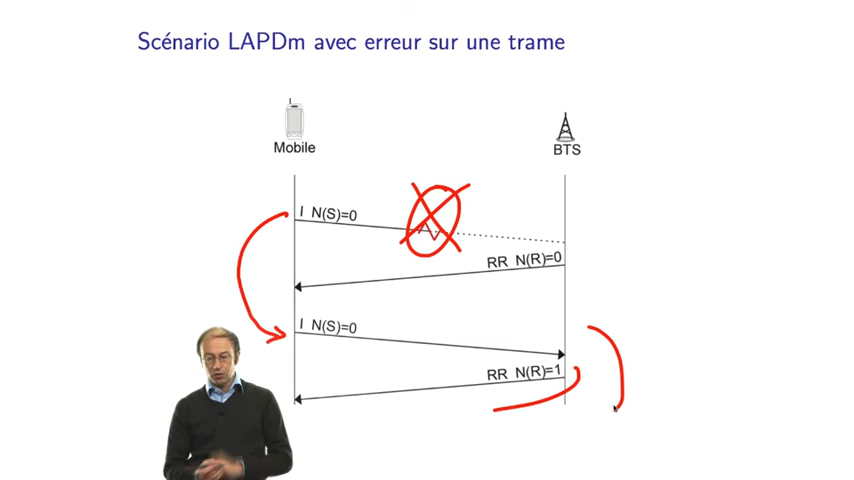 Scénario LAPDm avec erreur sur une trame
Mobile
BTS
I N(S)=0
RR N(R)=0
I N(S)=0
RR N(R)=1